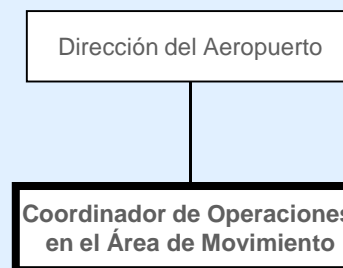 Dirección del Aeropuerto
Coordinador de Operaciones
en el Área de Movimiento